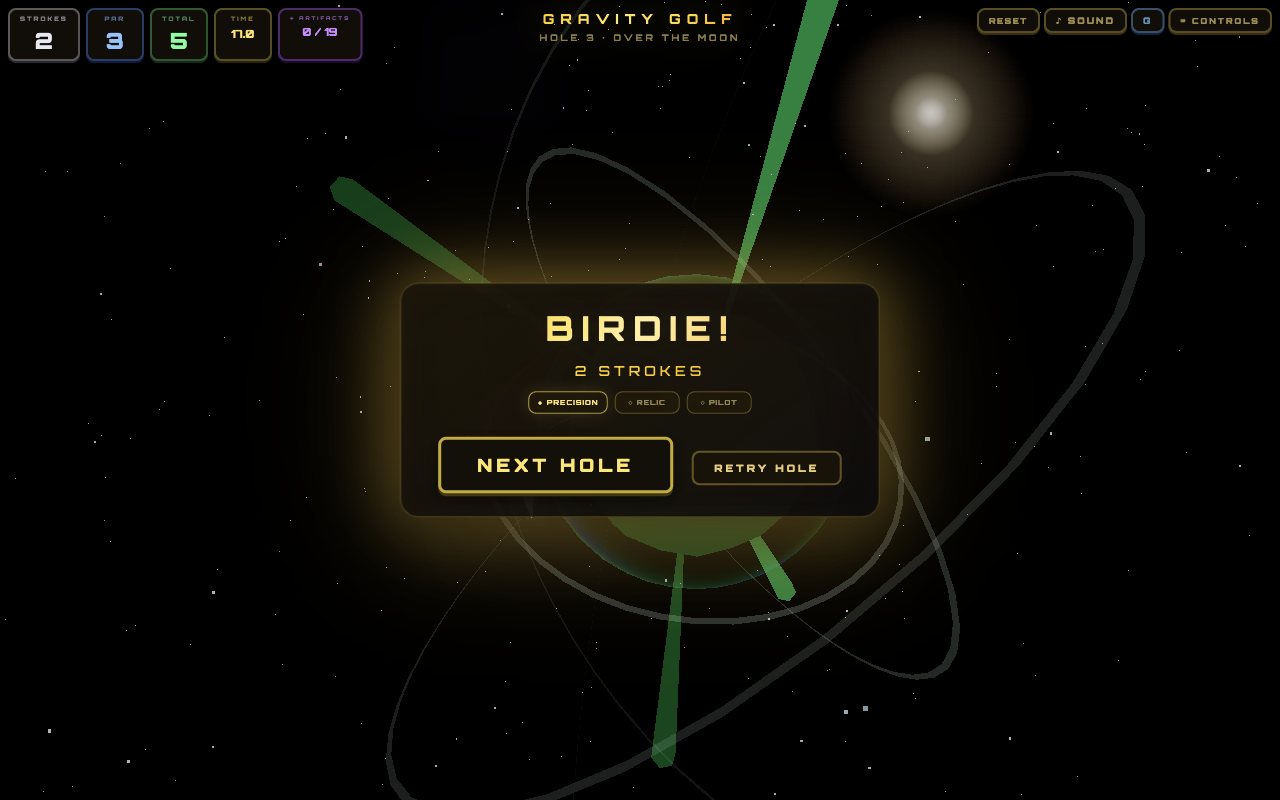 STROKES
2
PAR
3
TOTAL
5
TIME
17.0
✦ ARTIFACTS
0 / 19
GRAVITY GOLF
HOLE 3 · OVER THE MOON
RESET
♪ SOUND
G
≡ CONTROLS
BIRDIE!
2 STROKES
◆ PRECISION
◇ RELIC
◇ PILOT
NEXT HOLE
RETRY HOLE